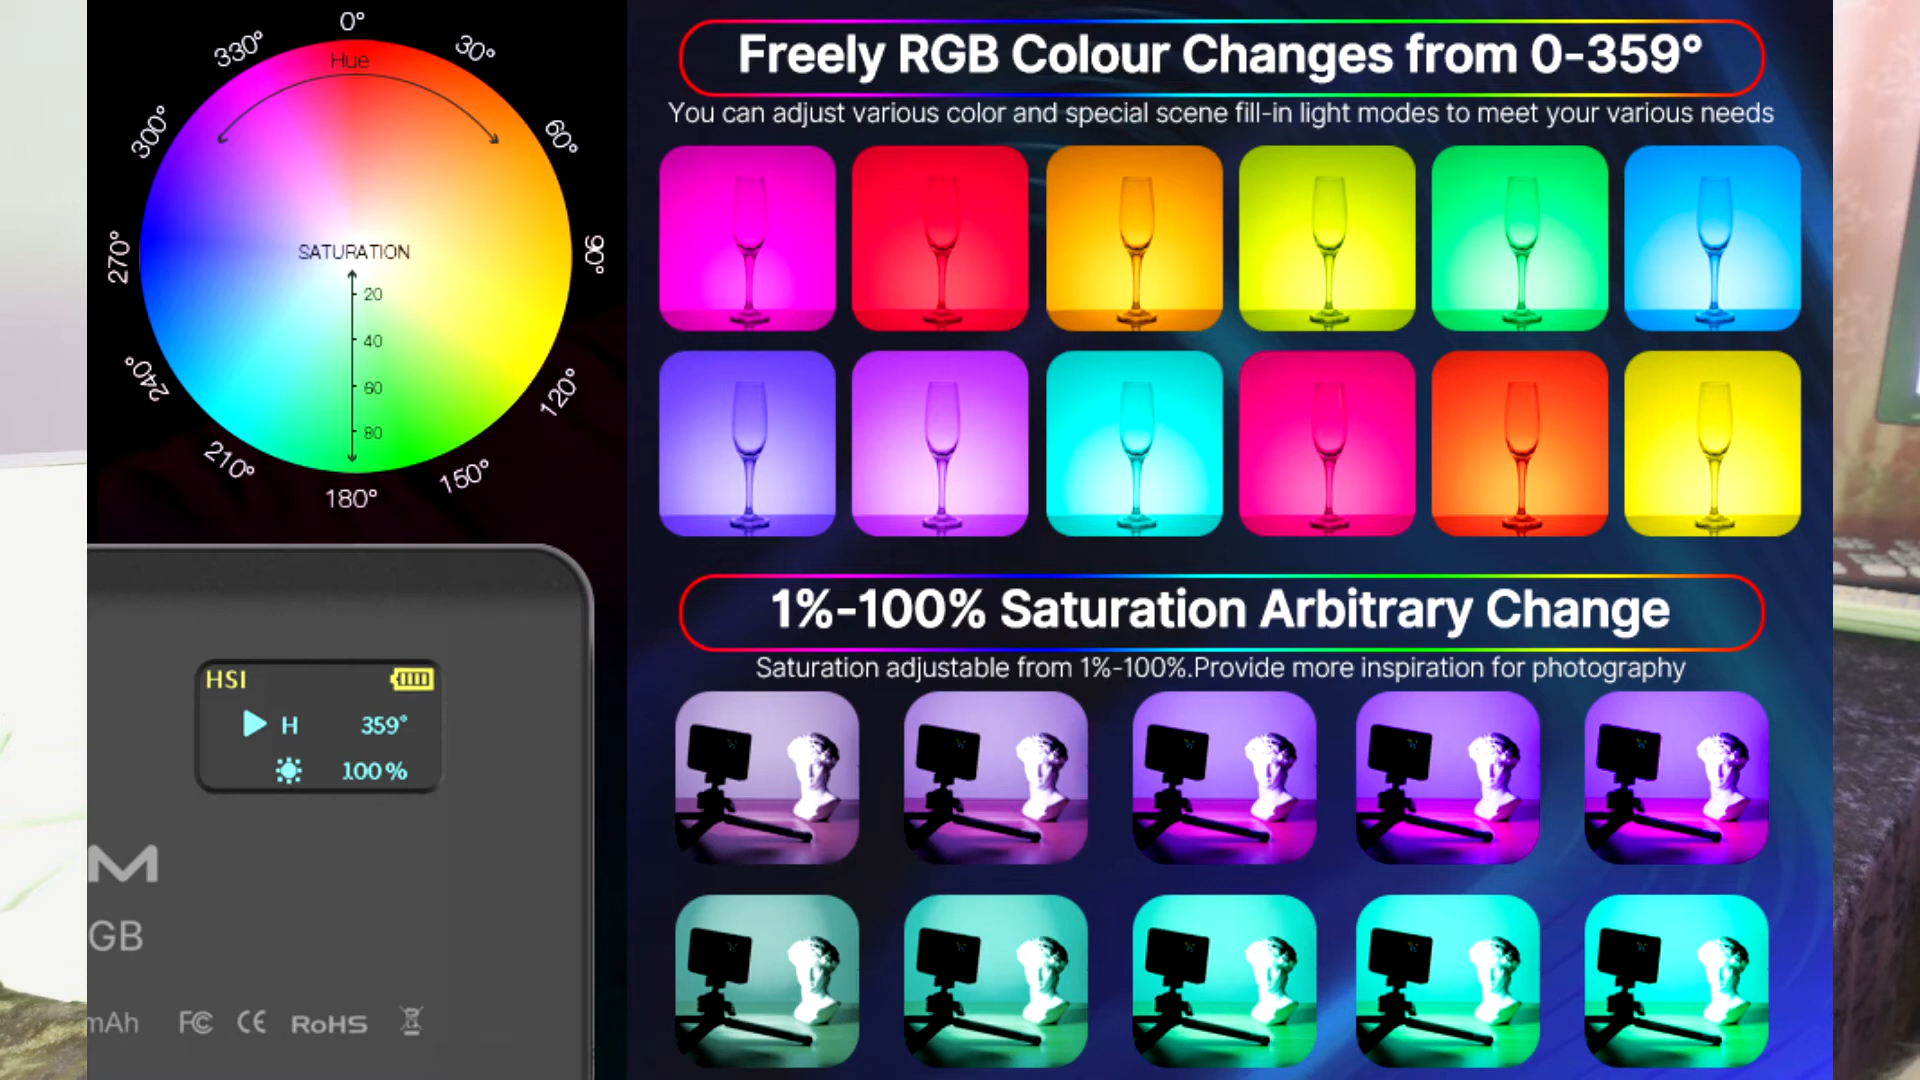 0°
30°
60°
90°
120°
150°
180°
210°
240°
270°
300°
330°
Hue
SATURATION
20
40
60
80
HSI
H 359°
100%
M
GB
mAh FC CE RoHS
Freely RGB Colour Changes from 0-359°
You can adjust various color and special scene fill-in light modes to meet your various needs
1%-100% Saturation Arbitrary Change
Saturation adjustable from 1%-100%.Provide more inspiration for photography